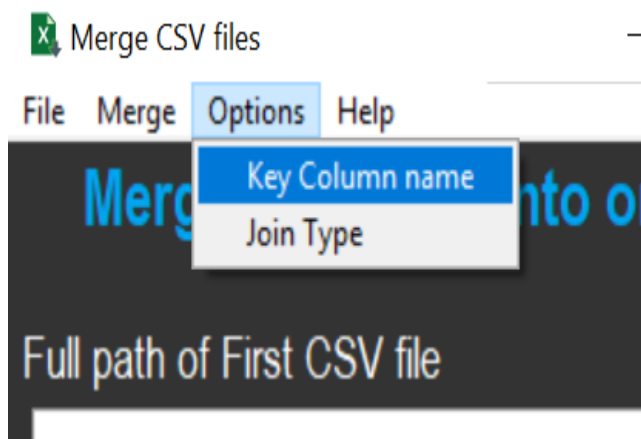 Merge CSV files
File Merge Options Help
Key Column name
Join Type
Full path of First CSV file